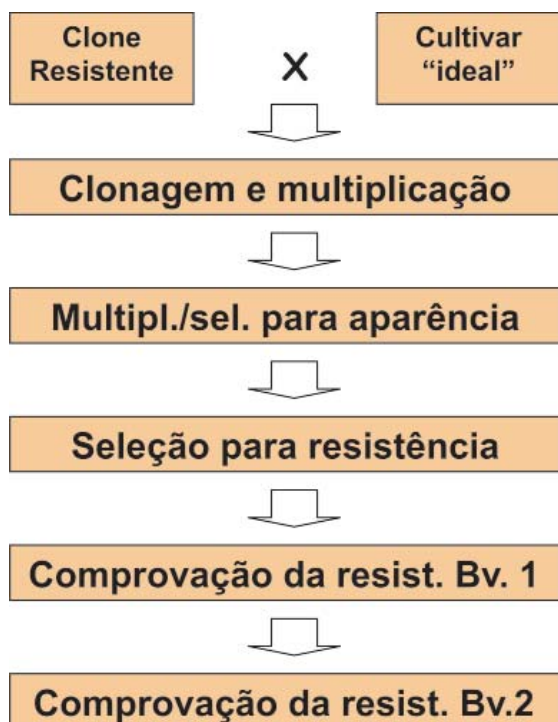 Clone
Resistente
X
Cultivar
“ideal”
Clonagem e multiplicação
Multipl./sel. para aparência
Seleção para resistência
Comprovação da resist. Bv. 1
Comprovação da resist. Bv.2